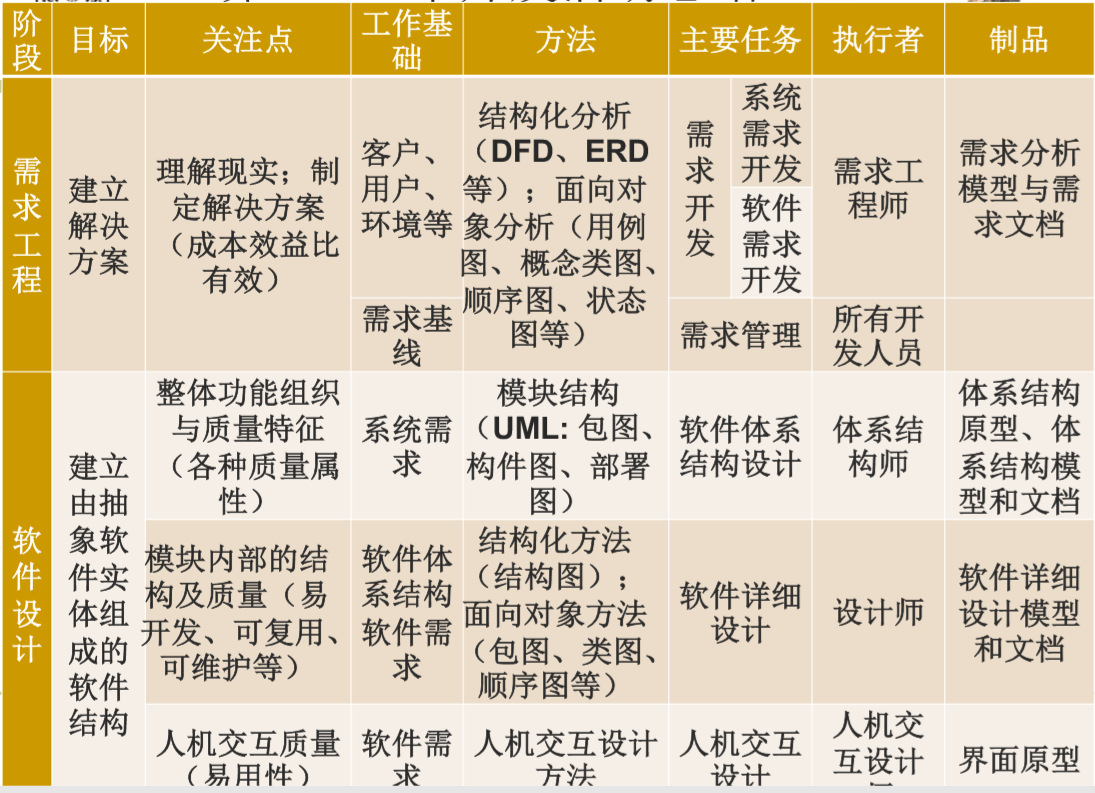 阶段
目标
关注点
工作基础
方法
主要任务
执行者
制品
需求工程
建立
解决
方案
理解现实；制
定解决方案
（成本效益比
有效）
客户、
用户、
环境等
结构化分析
（DFD、ERD
等）；面向对
象分析（用例
图、概念类图、
顺序图、状态
图等）
需求开发
系统
需求
开发
软件
需求
开发
需求工
程师
需求分析
模型与需
求文档
需求基
线
需求管理
所有开
发人员
软件设计
建立
由抽
象软
件实
体组
成的
软件
结构
整体功能组织
与质量特征
（各种质量属
性）
系统需
求
模块结构
（UML: 包图、
构件图、部署
图）
软件体系
结构设计
体系结
构师
体系结构
原型、体
系结构模
型和文档
模块内部的结
构及质量（易
开发、可复用、
可维护等）
软件体
系结构
软件需
求
结构化方法
（结构图）；
面向对象方法
（包图、类图、
顺序图等）
软件详细
设计
设计师
软件详细
设计模型
和文档
人机交互质量
（易用性）
软件需
求
人机交互设计
方法
人机交互
设计
人机交
互设计
界面原型